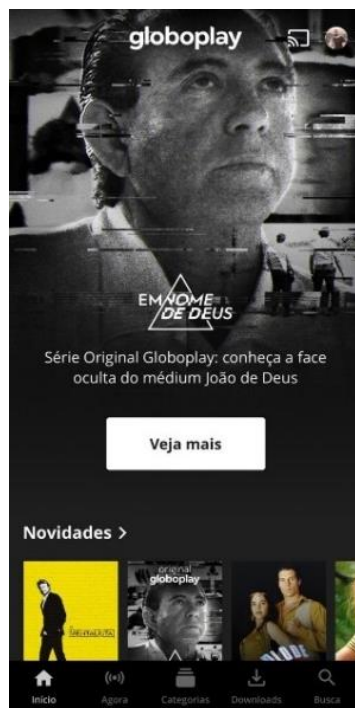 globoplay
EM NOME
DE DEUS
Série Original Globoplay: conheça a face
oculta do médium João de Deus
Veja mais
Novidades >
original
globoplay
MENTALISTA
Início
Agora
Categorias
Downloads
Busca